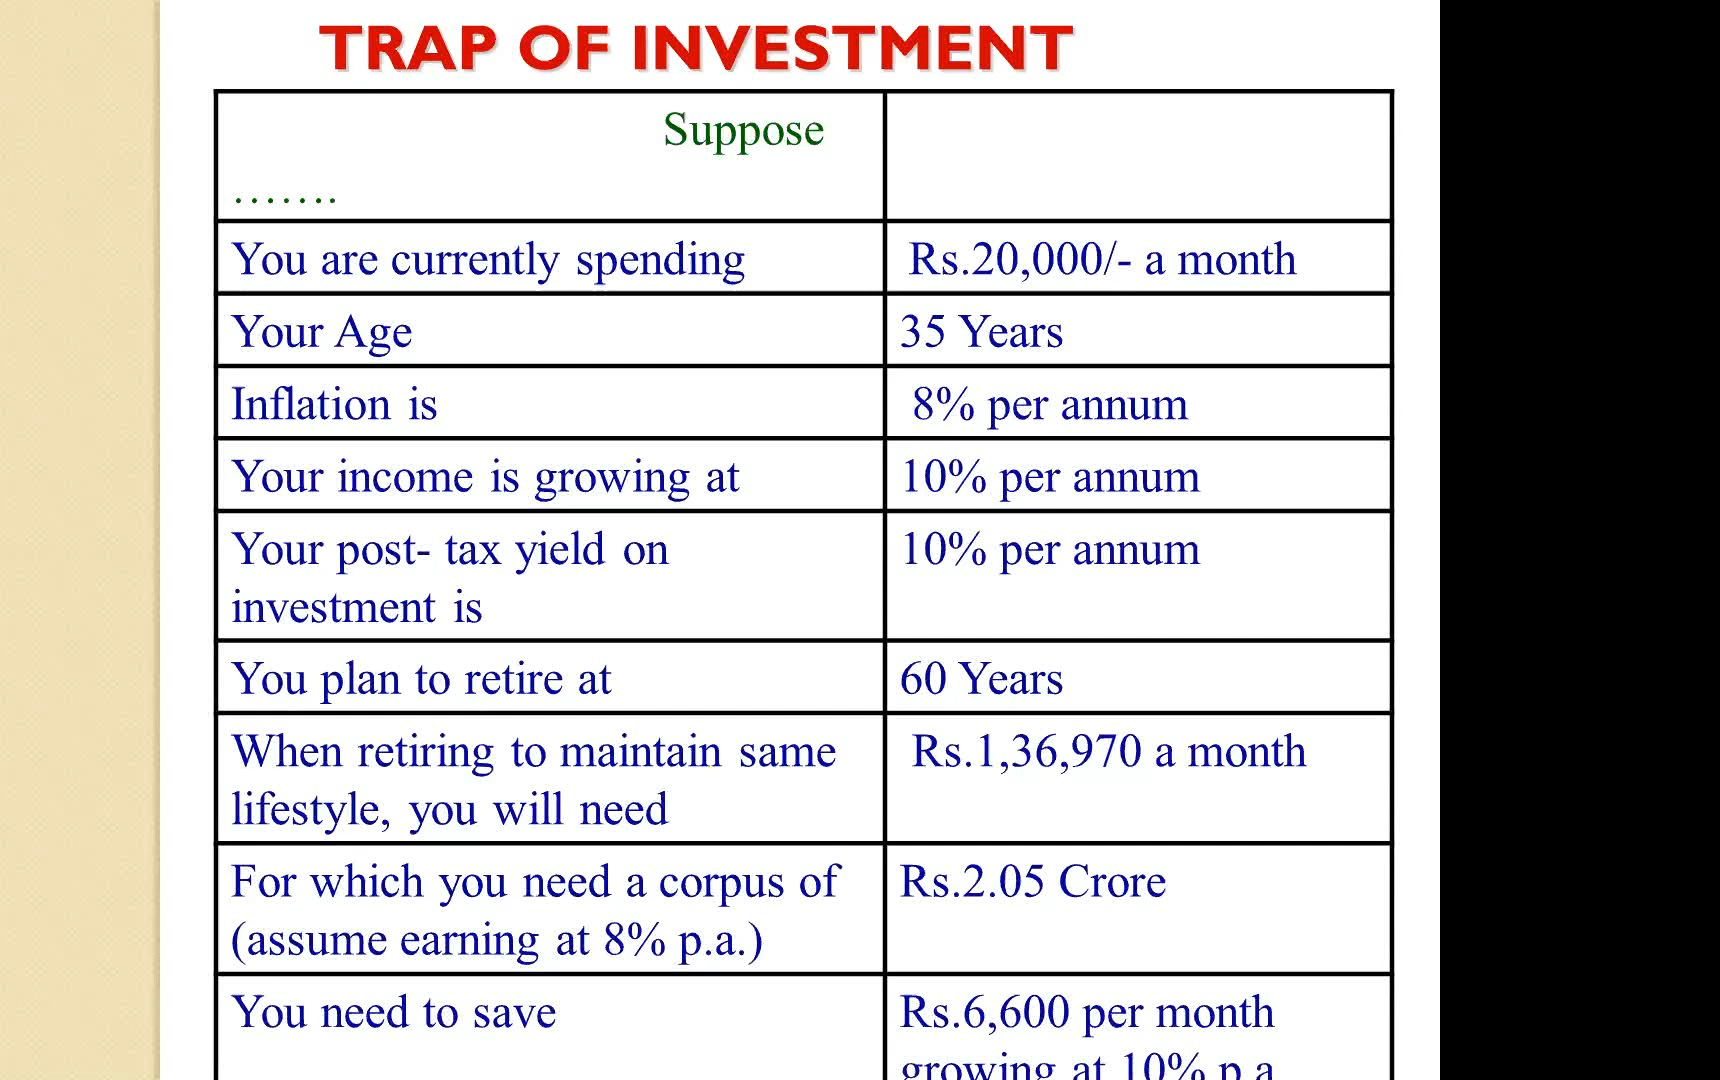 TRAP OF INVESTMENT
Suppose
…….
You are currently spending Rs.20,000/- a month
Your Age 35 Years
Inflation is 8% per annum
Your income is growing at 10% per annum
Your post- tax yield on 10% per annum
investment is
You plan to retire at 60 Years
When retiring to maintain same Rs.1,36,970 a month
lifestyle, you will need
For which you need a corpus of Rs.2.05 Crore
(assume earning at 8% p.a.)
You need to save Rs.6,600 per month
growing at 10% p.a